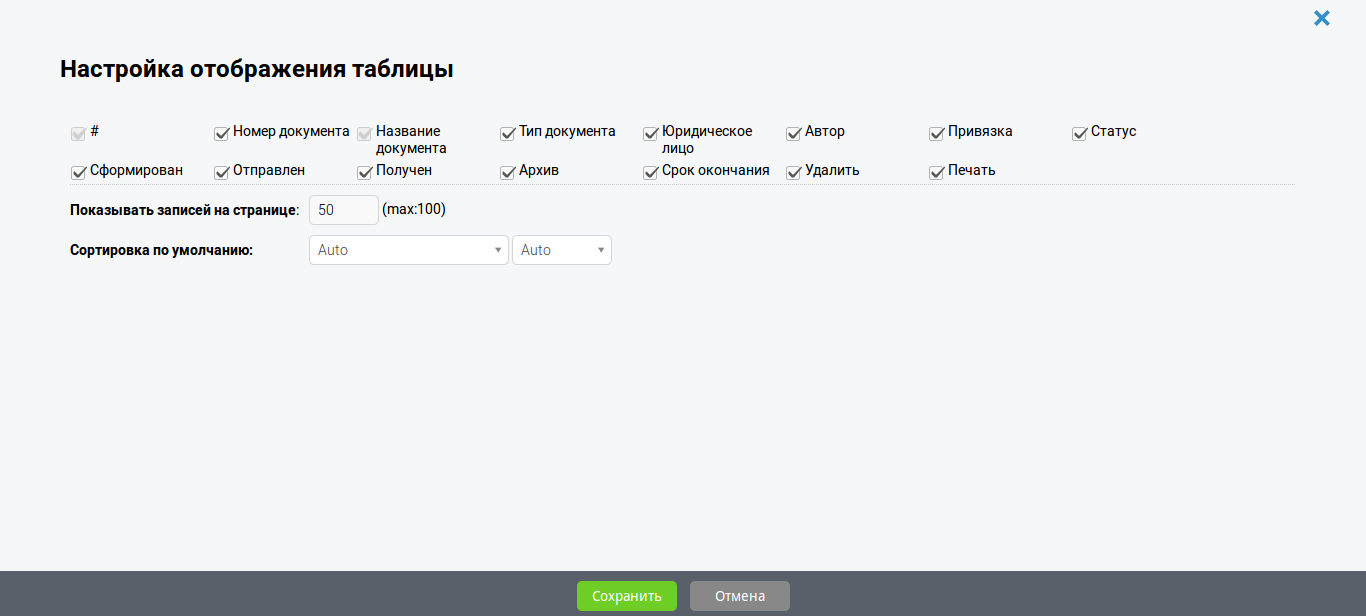 Настройка отображения таблицы
# Номер документа Название документа Тип документа Юридическое лицо Автор Привязка Статус
Сформирован Отправлен Получен Архив Срок окончания Удалить Печать
Показывать записей на странице: 50 (max:100)
Сортировка по умолчанию: Auto Auto
Сохранить Отмена